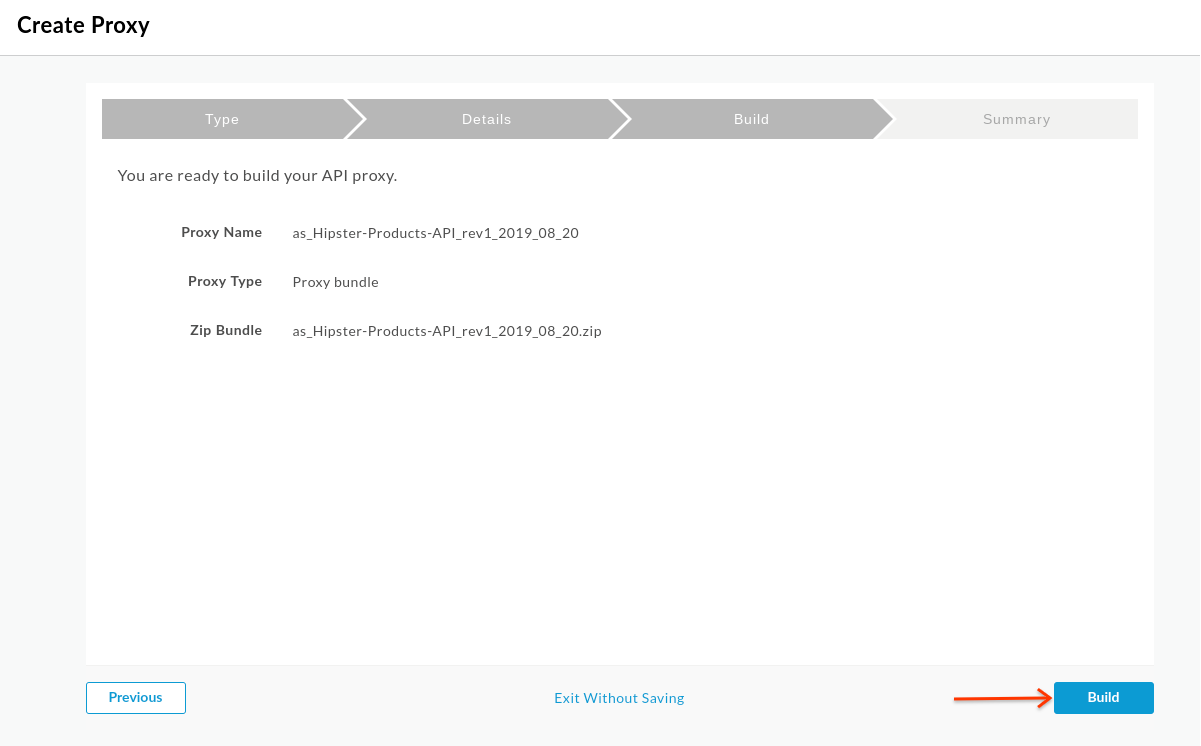 Create Proxy
Type
Details
Build
Summary
You are ready to build your API proxy.
Proxy Name as_Hipster-Products-API_rev1_2019_08_20
Proxy Type Proxy bundle
Zip Bundle as_Hipster-Products-API_rev1_2019_08_20.zip
Previous
Exit Without Saving
Build